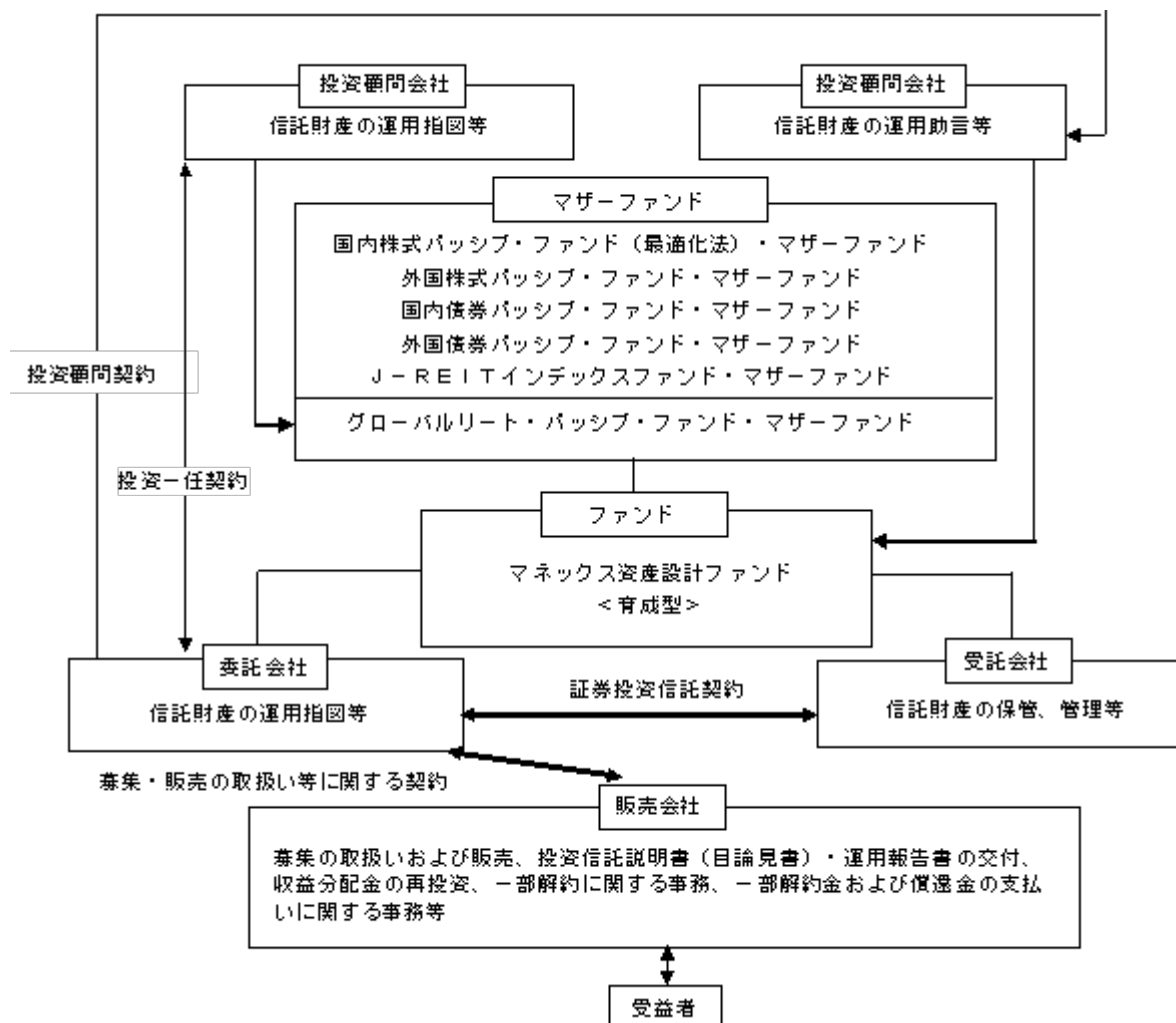 投資顧問会社
信託財産の運用指図等
投資顧問会社
信託財産の運用助言等
マザーファンド
国内株式パッシブ・ファンド（最適化法）・マザーファンド
外国株式パッシブ・ファンド・マザーファンド
国内債券パッシブ・ファンド・マザーファンド
外国債券パッシブ・ファンド・マザーファンド
Ｊ－ＲＥＩＴインデックスファンド・マザーファンド
グローバルリート・パッシブ・ファンド・マザーファンド
投資顧問契約
投資一任契約
ファンド
マネックス資産設計ファンド
＜育成型＞
委託会社
信託財産の運用指図等
証券投資信託契約
受託会社
信託財産の保管、管理等
募集・販売の取扱い等に関する契約
販売会社
募集の取扱いおよび販売、投資信託説明書（目論見書）・運用報告書の交付、
収益分配金の再投資、一部解約に関する事務、一部解約金および償還金の支払
いに関する事務等
受益者